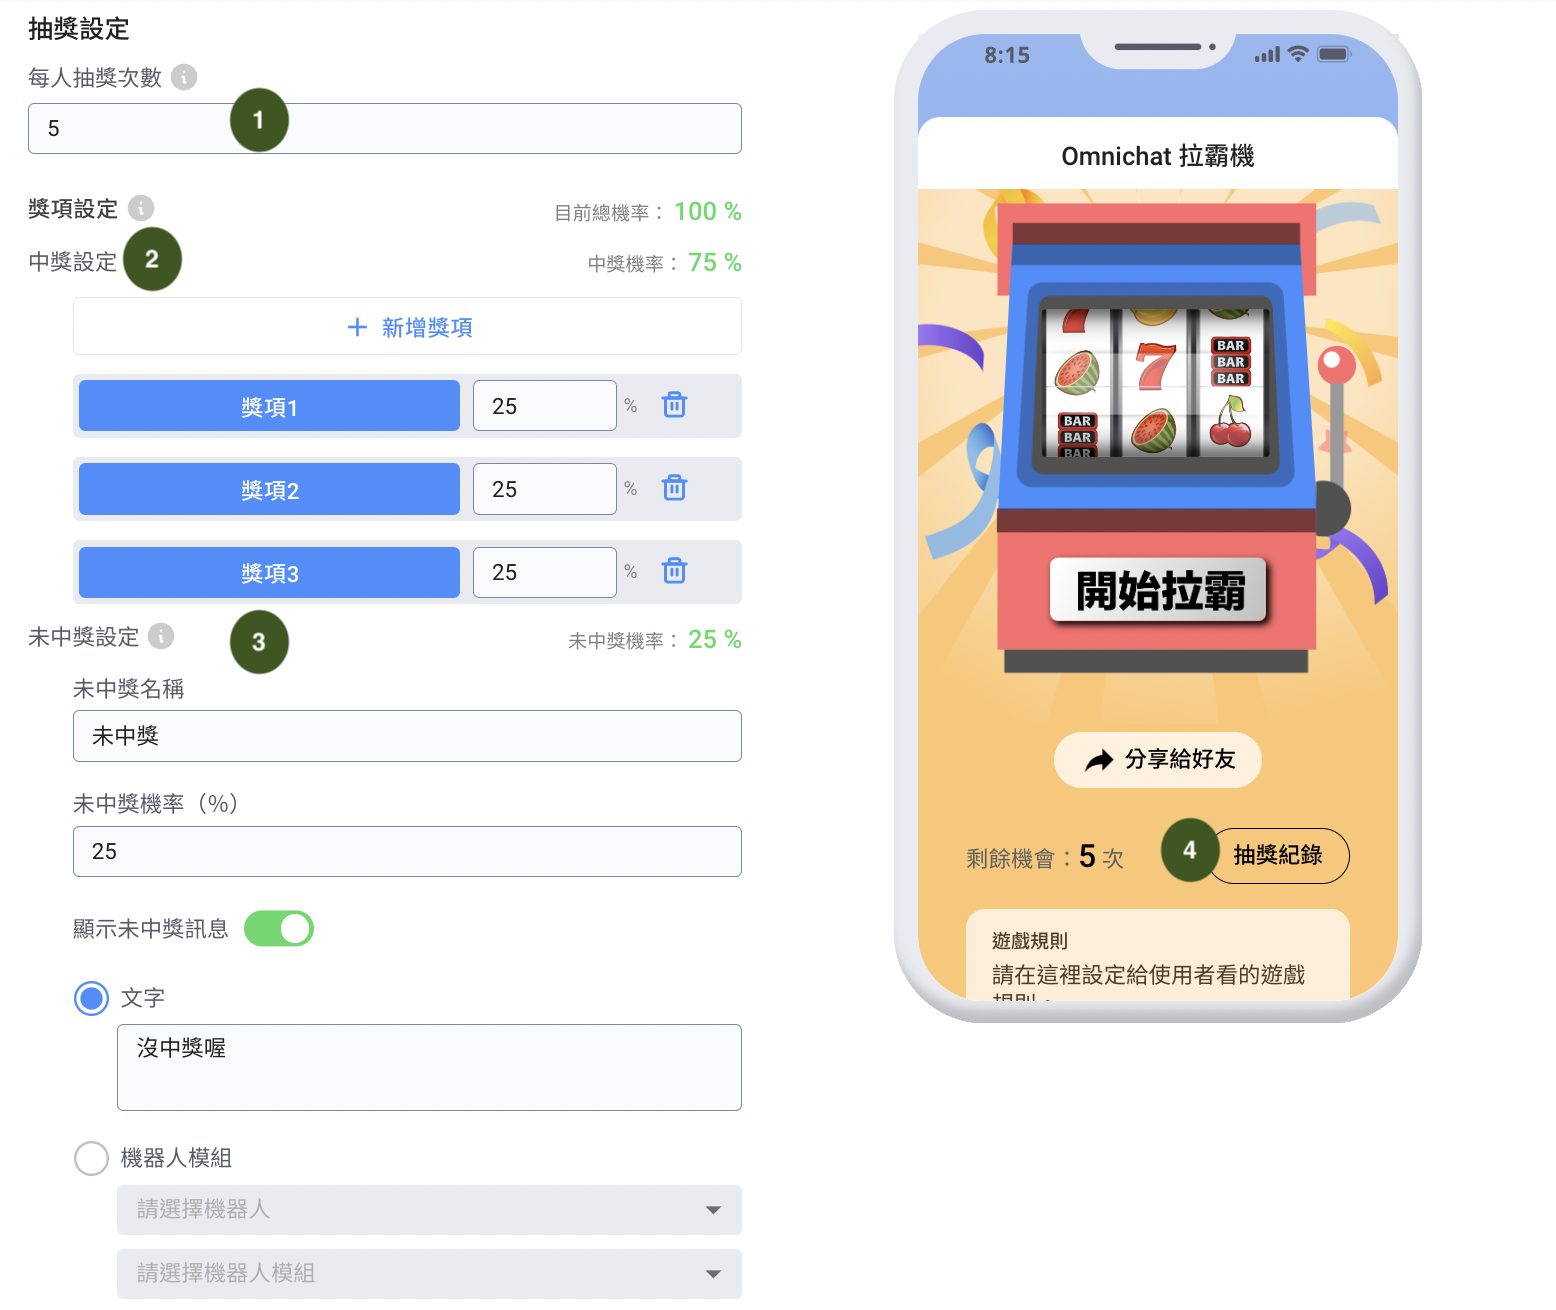 抽獎設定
每人抽獎次數
5
1
獎項設定
目前總機率： 100 %
中獎設定
2
中獎機率： 75 %
+ 新增獎項
獎項1
25
%
獎項2
25
%
獎項3
25
%
未中獎設定
3
未中獎機率： 25 %
未中獎名稱
未中獎
未中獎機率（%）
25
顯示未中獎訊息
文字
沒中獎喔
機器人模組
請選擇機器人
請選擇機器人模組
8:15
Omnichat 拉霸機
7
7
BAR
BAR
BAR
BAR
BAR
BAR
開始拉霸
分享給好友
剩餘機會：5 次
4
抽獎紀錄
遊戲規則
請在這裡設定給使用者看的遊戲
規則。